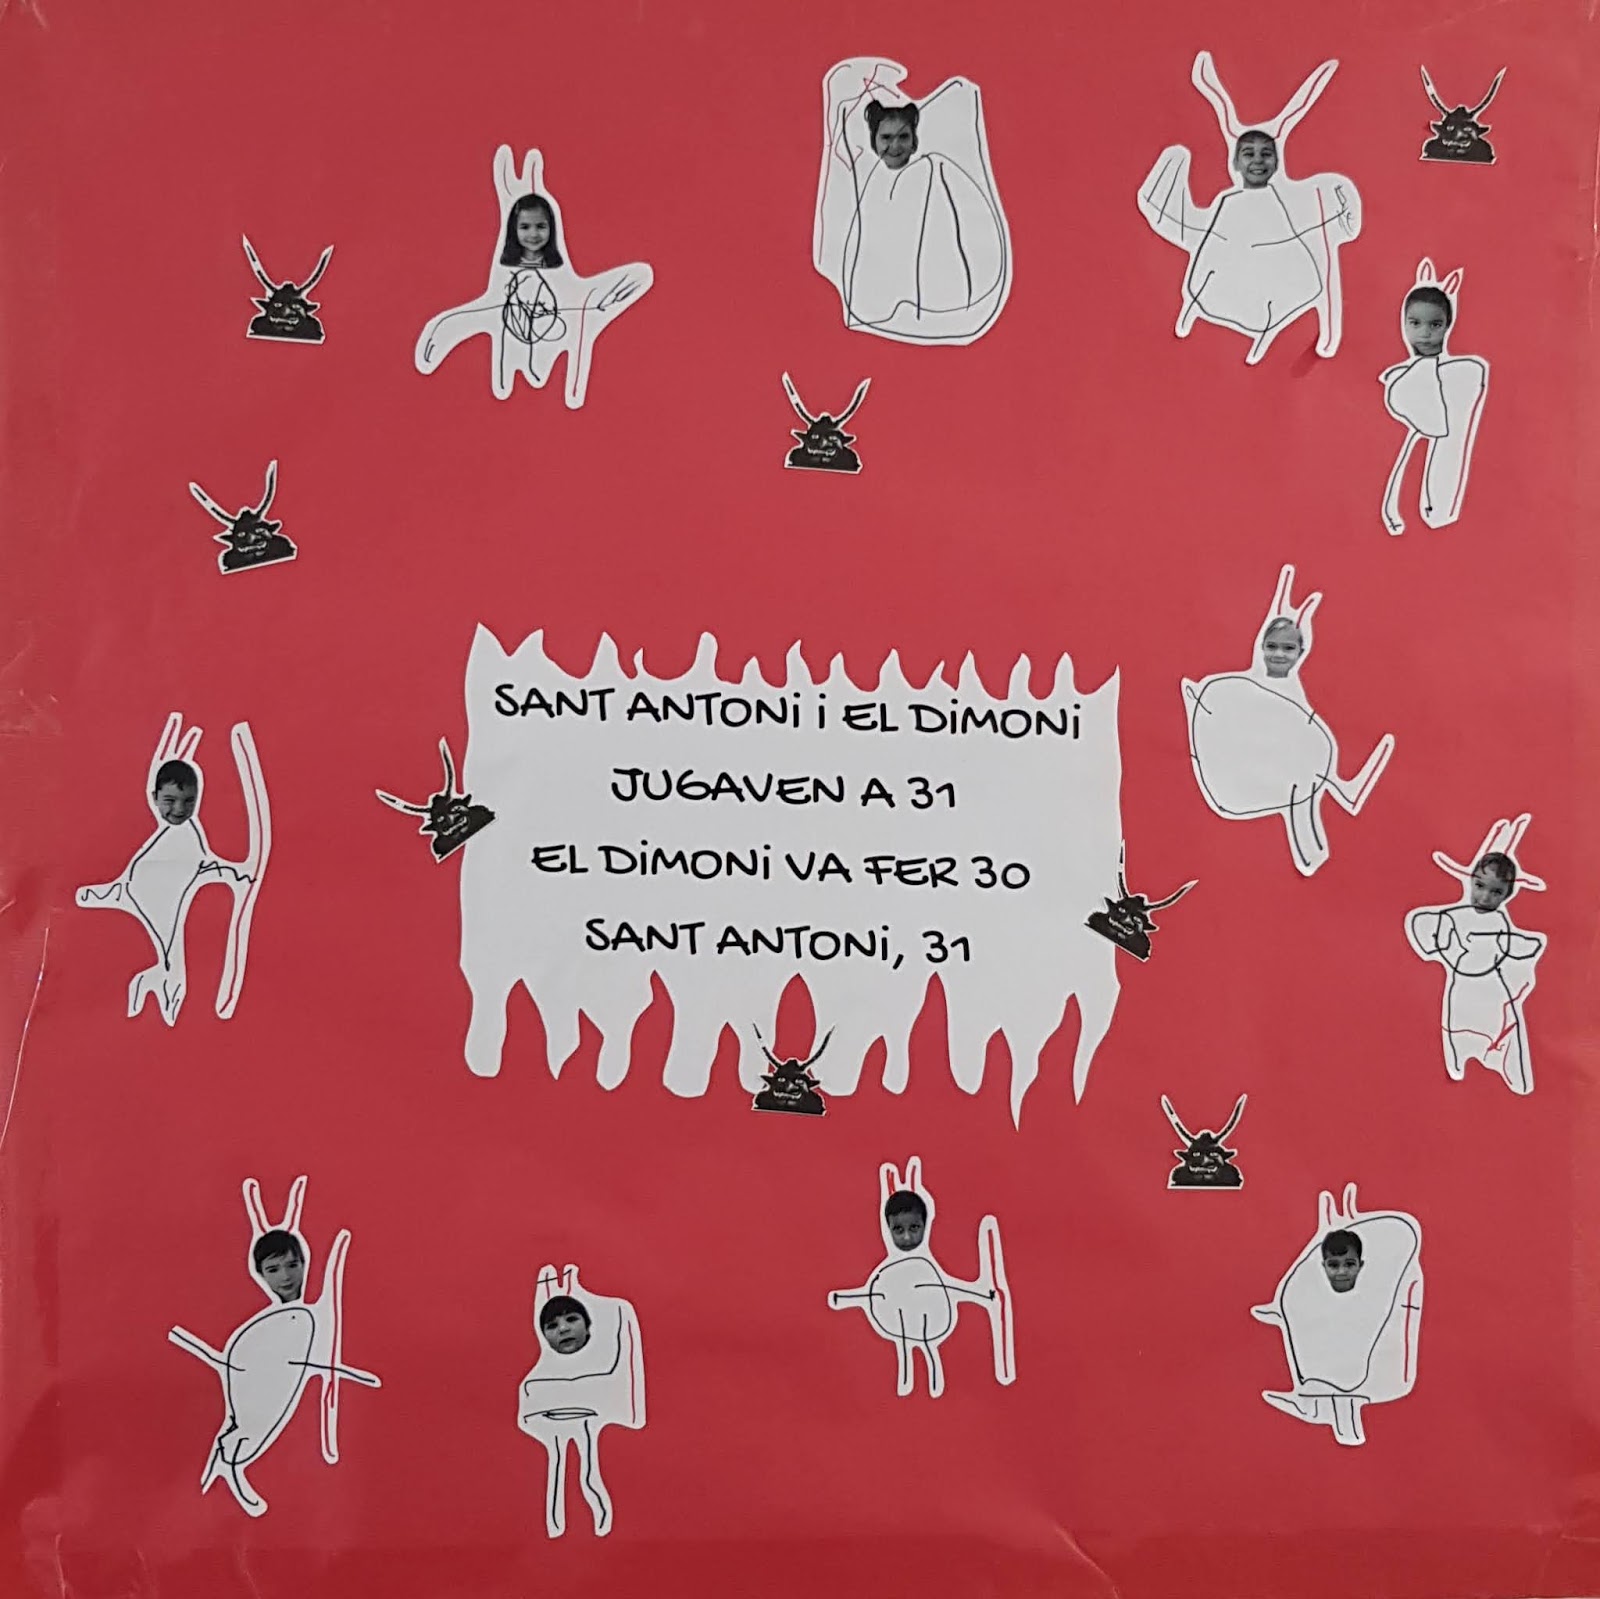 SANT ANTONi i EL DiMONi
JUGAVEN A 31
EL DiMONi VA FER 30
SANT ANTONi, 31